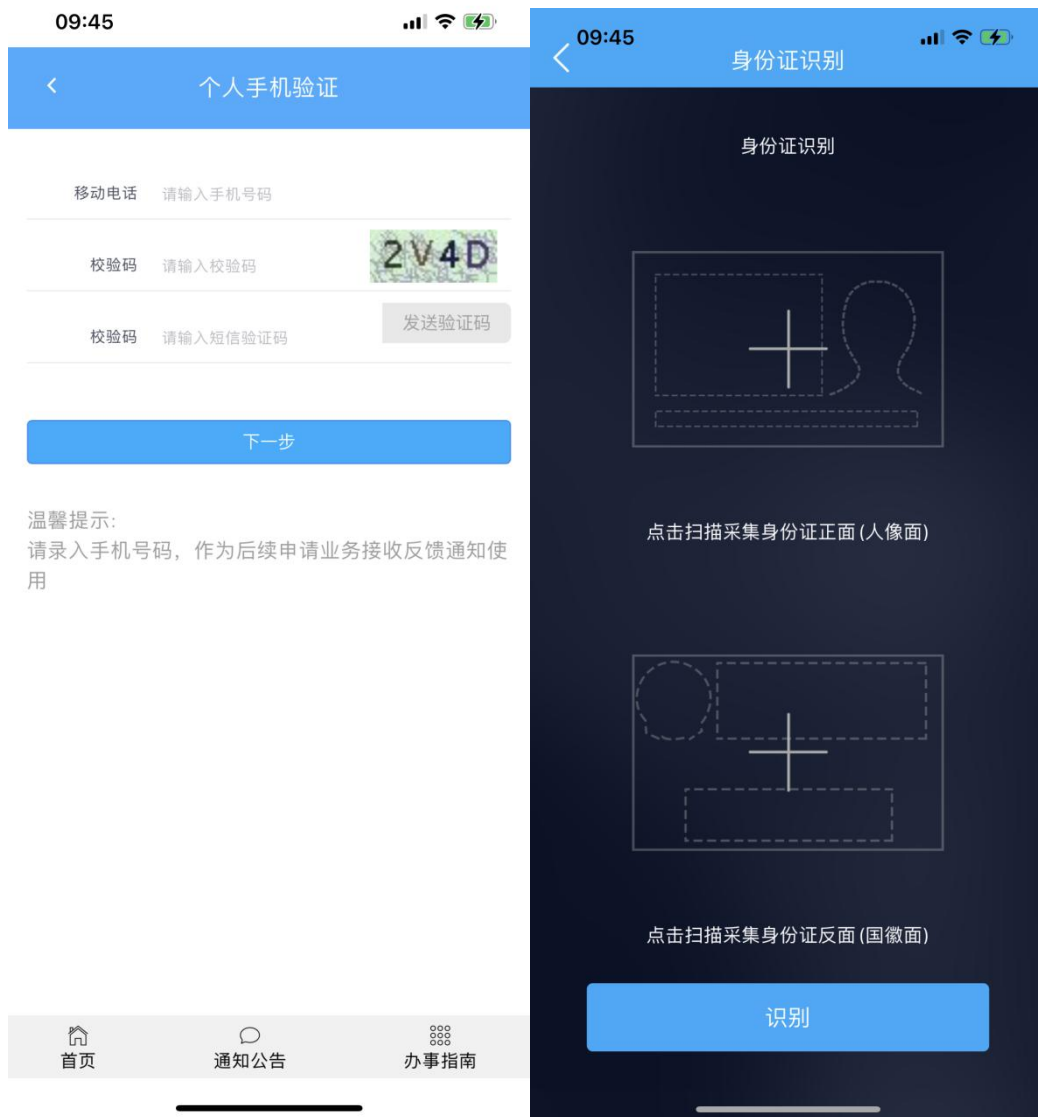 09:45
个人手机验证
移动电话 请输入手机号码
校验码 请输入校验码 2V4D
校验码 请输入短信验证码 发送验证码
下一步
温馨提示:
请录入手机号码，作为后续申请业务接收反馈通知使
用
首页 通知公告 办事指南
09:45
身份证识别
身份证识别
点击扫描采集身份证正面(人像面)
点击扫描采集身份证反面(国徽面)
识别